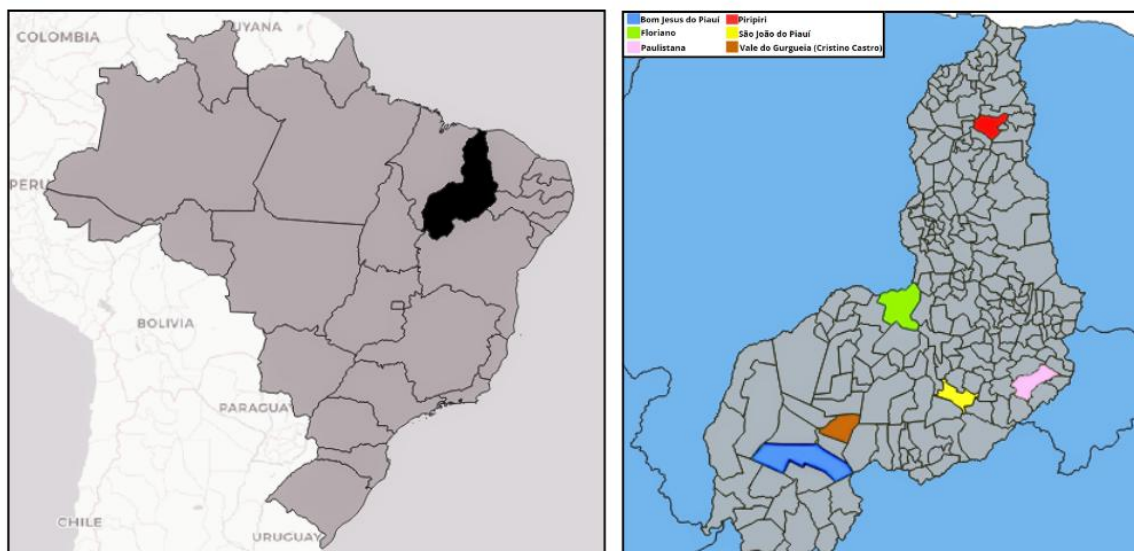 COLOMBIA
UYANA
PERU
BOLIVIA
PARAGUA
CHILE
URUGUAY
Bom Jesus do Piauí
Piripiri
Floriano
São João do Piauí
Paulistana
Vale do Gurgueia (Cristino Castro)